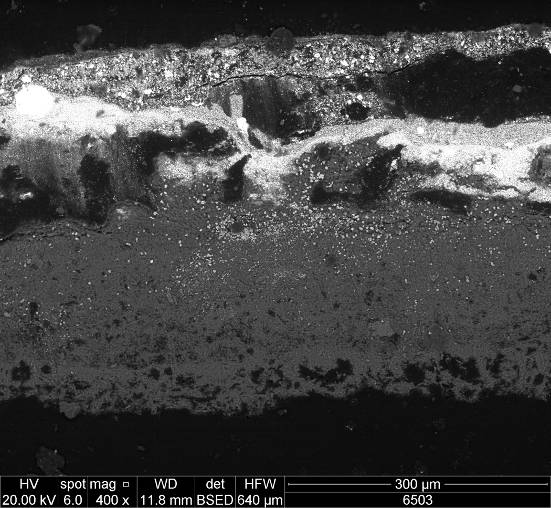 HV spot mag □ WD det HFW 300 µm
20.00 kV 6.0 400 x 11.8 mm BSED 640 µm 6503